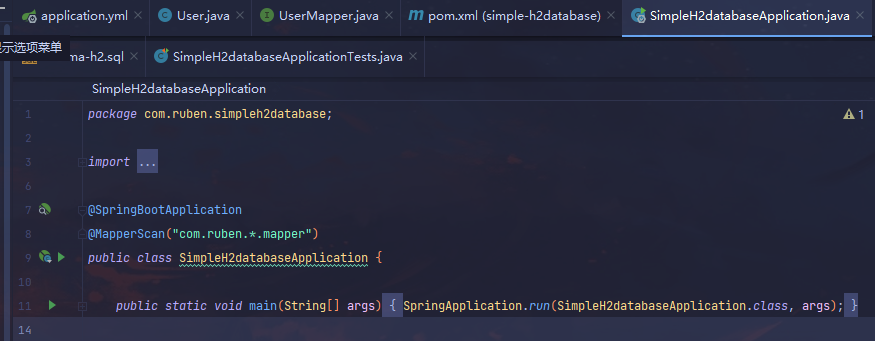 application.yml User.java UserMapper.java pom.xml (simple-h2database) SimpleH2databaseApplication.java
示选项菜单 ma-h2.sql SimpleH2databaseApplicationTests.java
SimpleH2databaseApplication
1 package com.ruben.simpleh2database; 1
2
3 import ...
6
7 @SpringBootApplication
8 @MapperScan("com.ruben.*.mapper")
9 public class SimpleH2databaseApplication {
10
11 public static void main(String[] args) { SpringApplication.run(SimpleH2databaseApplication.class, args); }
14